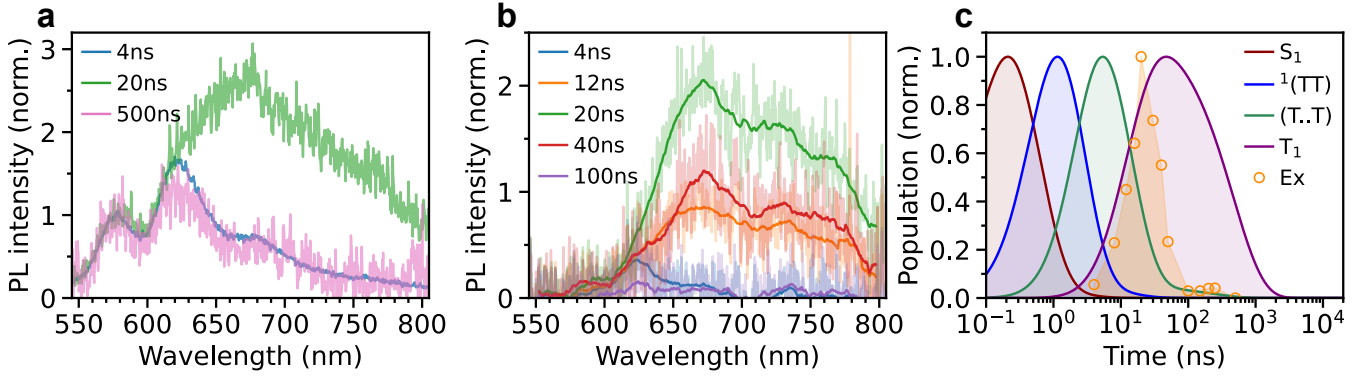 a
PL intensity (norm.)
3
2
1
0
4ns
20ns
500ns
550 600 650 700 750 800
Wavelength (nm)
b
PL intensity (norm.)
2
1
0
4ns
12ns
20ns
40ns
100ns
550 600 650 700 750 800
Wavelength (nm)
c
Population (norm.)
1.0
0.8
0.6
0.4
0.2
0.0
S₁
¹(TT)
(T..T)
T₁
Ex
10⁻¹ 10⁰ 10¹ 10² 10³ 10⁴
Time (ns)